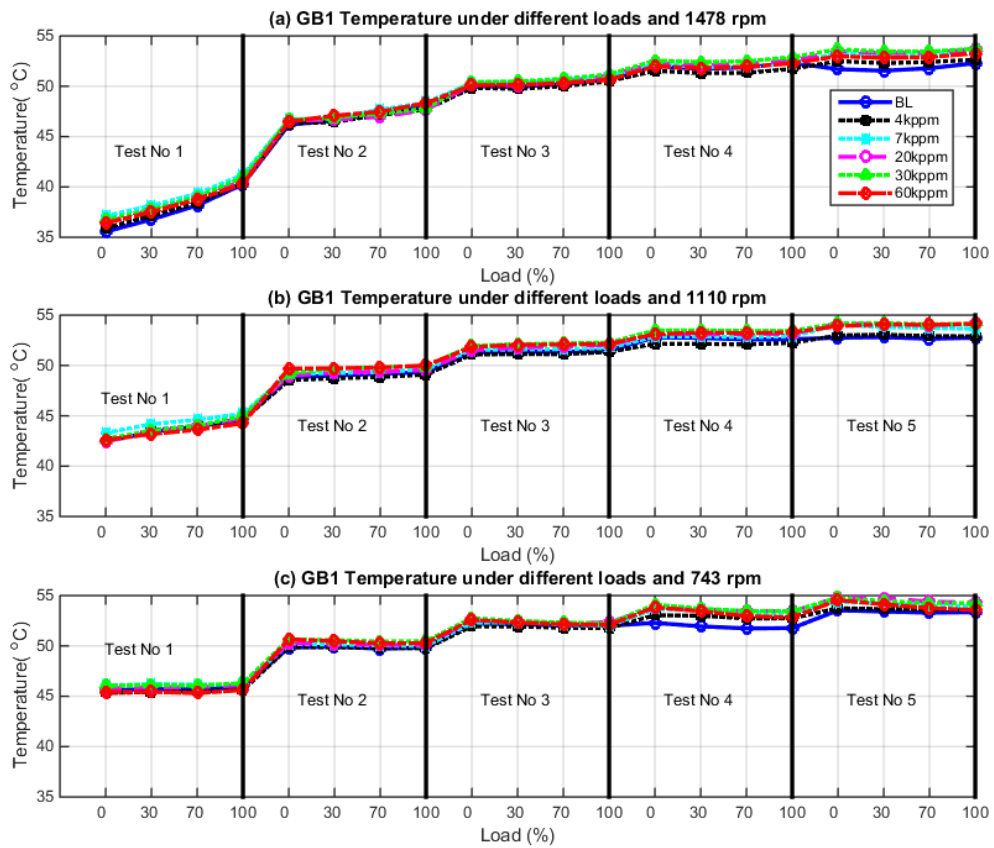 (a) GB1 Temperature under different loads and 1478 rpm
Temperature( °C)
55
50
45
40
35
Test No 1
Test No 2
Test No 3
Test No 4
BL
4kppm
7kppm
20kppm
30kppm
60kppm
0 30 70 100 0 30 70 100 0 30 70 100 0 30 70 100 0 30 70 100
Load (%)
(b) GB1 Temperature under different loads and 1110 rpm
Temperature( °C)
55
50
45
40
35
Test No 1
Test No 2
Test No 3
Test No 4
Test No 5
0 30 70 100 0 30 70 100 0 30 70 100 0 30 70 100 0 30 70 100
Load (%)
(c) GB1 Temperature under different loads and 743 rpm
Temperature( °C)
55
50
45
40
35
Test No 1
Test No 2
Test No 3
Test No 4
Test No 5
0 30 70 100 0 30 70 100 0 30 70 100 0 30 70 100 0 30 70 100
Load (%)